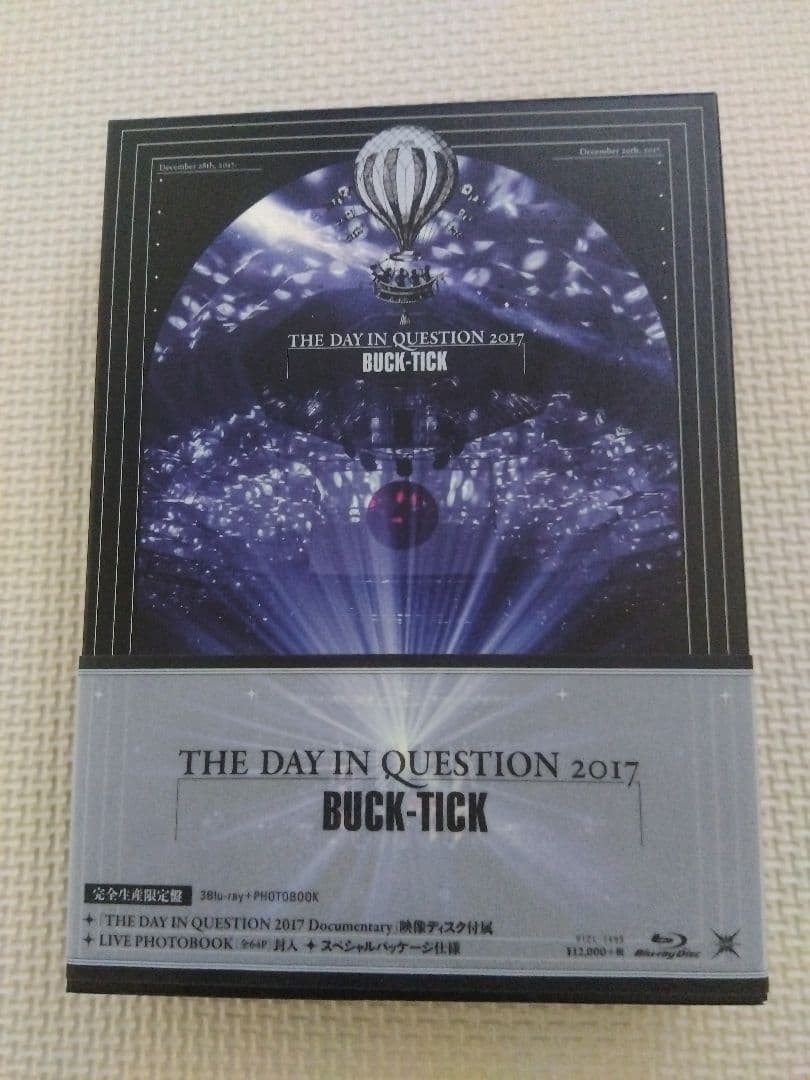 December 28th, 2017.
December 29th, 2017.
THE DAY IN QUESTION 2017
BUCK-TICK
THE DAY IN QUESTION 2017
BUCK-TICK
完全生産限定盤 3Blu-ray+PHOTOBOOK
✦「THE DAY IN QUESTION 2017 Documentary」映像ディスク付属
✦ LIVE PHOTOBOOK 全64P 封入 ✦ スペシャルパッケージ仕様
¥12,000+税 Blu-ray Disc